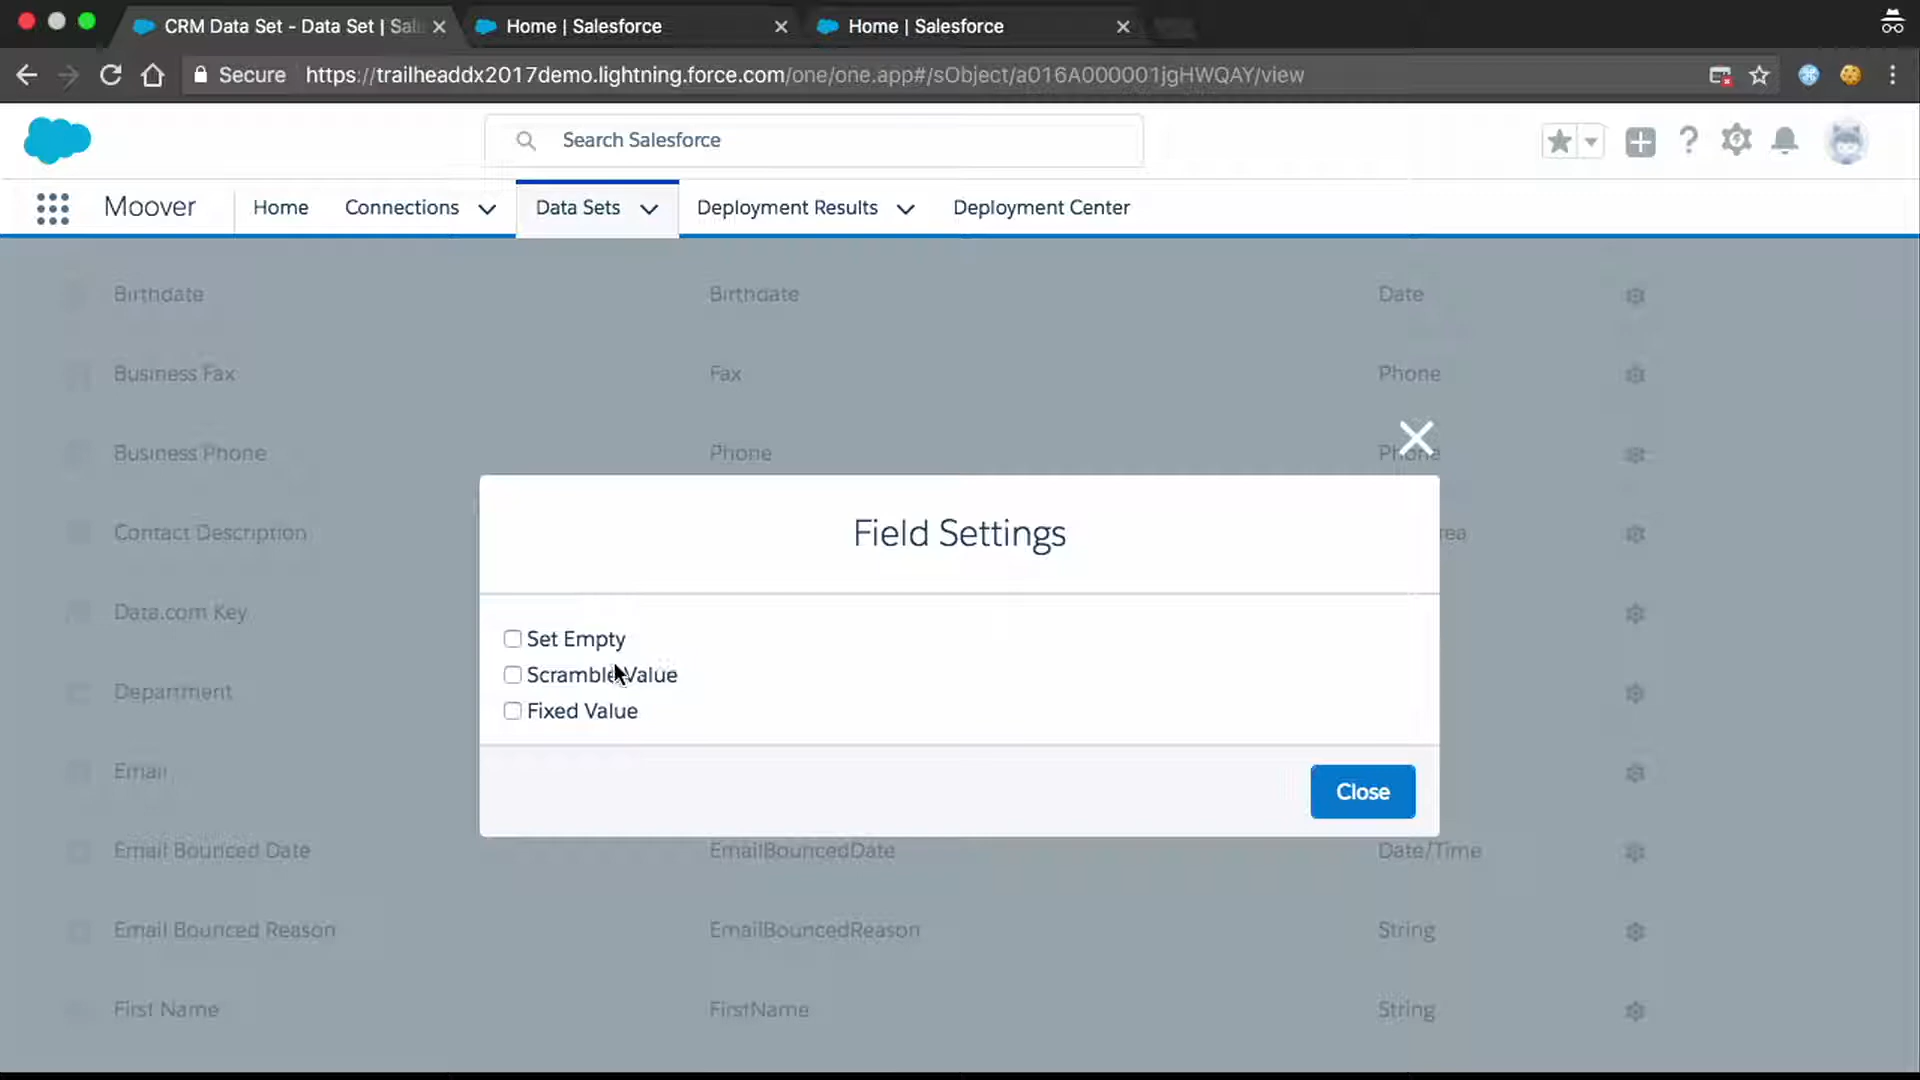 CRM Data Set - Data Set | Sal
Home | Salesforce
Home | Salesforce
Secure https://trailheaddx2017demo.lightning.force.com/one/one.app#/sObject/a016A000001jgHWQAY/view
Search Salesforce
Moover Home Connections Data Sets Deployment Results Deployment Center
Birthdate Birthdate Date
Business Fax Fax Phone
Business Phone Phone Phone
Contact Description rea
Data.com Key
Department
Email
Email Bounced Date EmailBouncedDate Date/Time
Email Bounced Reason EmailBouncedReason String
First Name FirstName String
Field Settings
Set Empty
Scramble Value
Fixed Value
Close